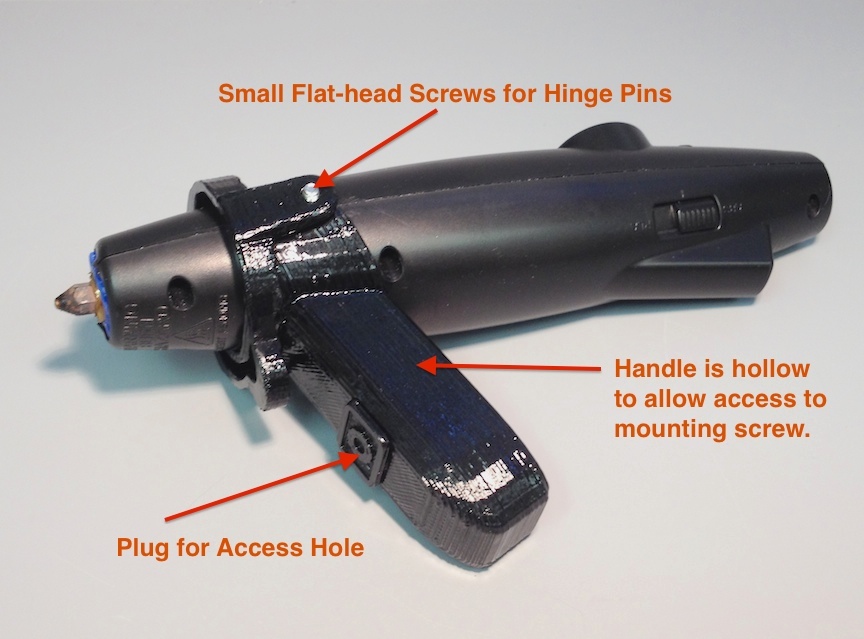 Small Flat-head Screws for Hinge Pins
Handle is hollow
to allow access to
mounting screw.
Plug for Access Hole